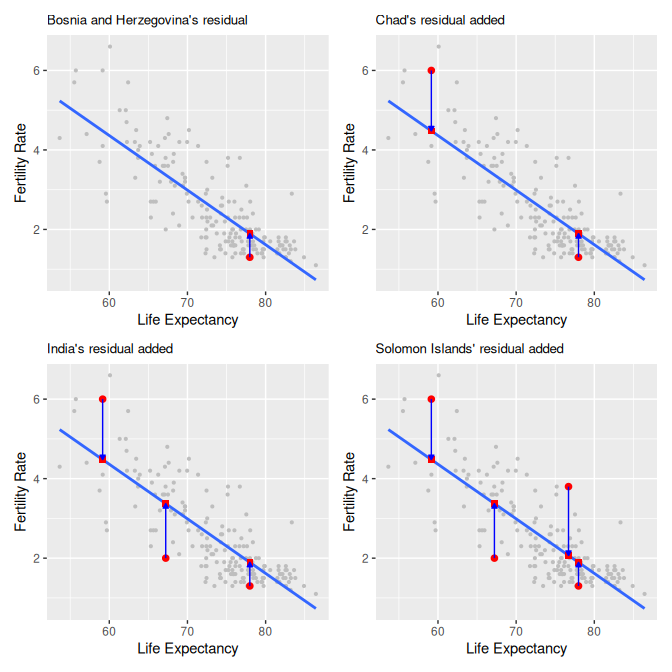 Bosnia and Herzegovina's residual
Fertility Rate
6
4
2
60 70 80
Life Expectancy
Chad's residual added
Fertility Rate
6
4
2
60 70 80
Life Expectancy
India's residual added
Fertility Rate
6
4
2
60 70 80
Life Expectancy
Solomon Islands' residual added
Fertility Rate
6
4
2
60 70 80
Life Expectancy